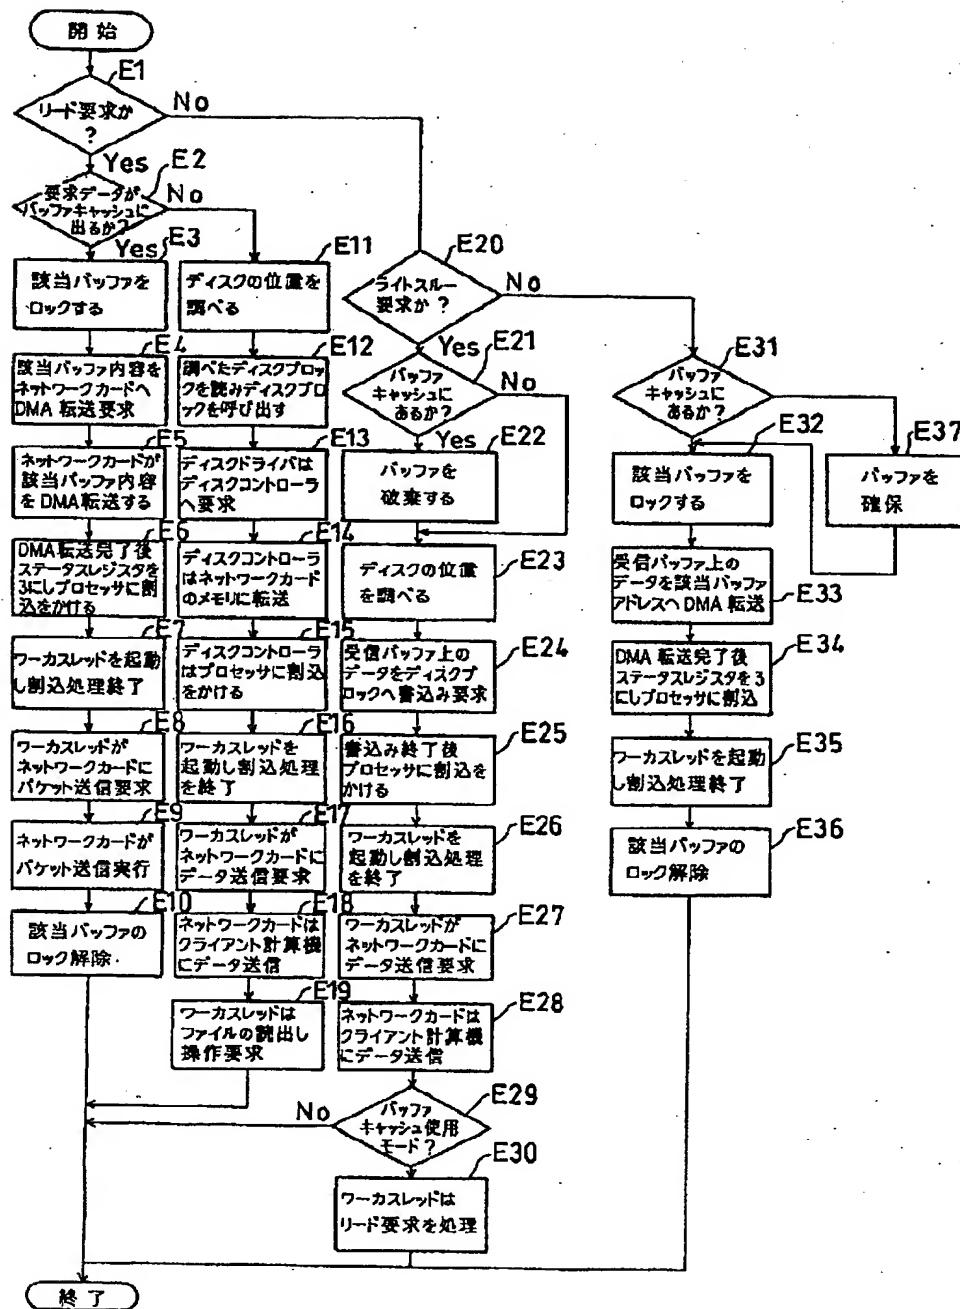 開始
E1
リード要求か
?
No
Yes
E2
要求データが
バッファキャッシュに
出るか?
No
Yes
E3
該当バッファを
ロックする
E4
該当バッファ内容を
ネットワークカードへ
DMA 転送要求
E5
ネットワークカードが
該当バッファ内容
をDMA転送する
E6
DMA 転送完了後
ステータスレジスタを
3にしプロセッサに割
込をかける
E7
ワーカスレッドを起動
し割込処理終了
E8
ワーカスレッドが
ネットワークカードに
パケット送信要求
E9
ネットワークカードが
パケット送信実行
E10
該当バッファの
ロック解除
E11
ディスクの位置を
調べる
E12
調べたディスクブロッ
クを読みディスクブ
ロックを呼び出す
E13
ディスクドライバは
ディスクコントローラ
へ要求
E14
ディスクコントローラ
はネットワークカード
のメモリに転送
E15
ディスクコントローラ
はプロセッサに割込
をかける
E16
ワーカスレッドを
起動し割込処理
を終了
E17
ワーカスレッドが
ネットワークカードに
データ送信要求
E18
ネットワークカードは
クライアント計算機
にデータ送信
E19
ワーカスレッドは
ファイルの読出し
操作要求
E20
ライトスルー
要求か?
No
Yes
E21
バッファ
キャッシュに
あるか?
No
Yes
E22
バッファを
破棄する
E23
ディスクの位置
を調べる
E24
受信バッファ上の
データをディスクブ
ロックへ書込み要求
E25
書込み終了後
プロセッサに割込を
かける
E26
ワーカスレッドを
起動し割込処理
を終了
E27
ワーカスレッドが
ネットワークカードに
データ送信要求
E28
ネットワークカードは
クライアント計算機
にデータ送信
E29
バッファ
キャッシュ使用
モード?
No
E30
ワーカスレッドは
リード要求を処理
E31
バッファ
キャッシュに
あるか?
E32
該当バッファを
ロックする
E37
バッファを
確保
E33
受信バッファ上の
データを該当バッファ
アドレスへDMA 転送
E34
DMA 転送完了後
ステータスレジスタを3
にしプロセッサに割込
E35
ワーカスレッドを起動
し割込処理終了
E36
該当バッファの
ロック解除
終了